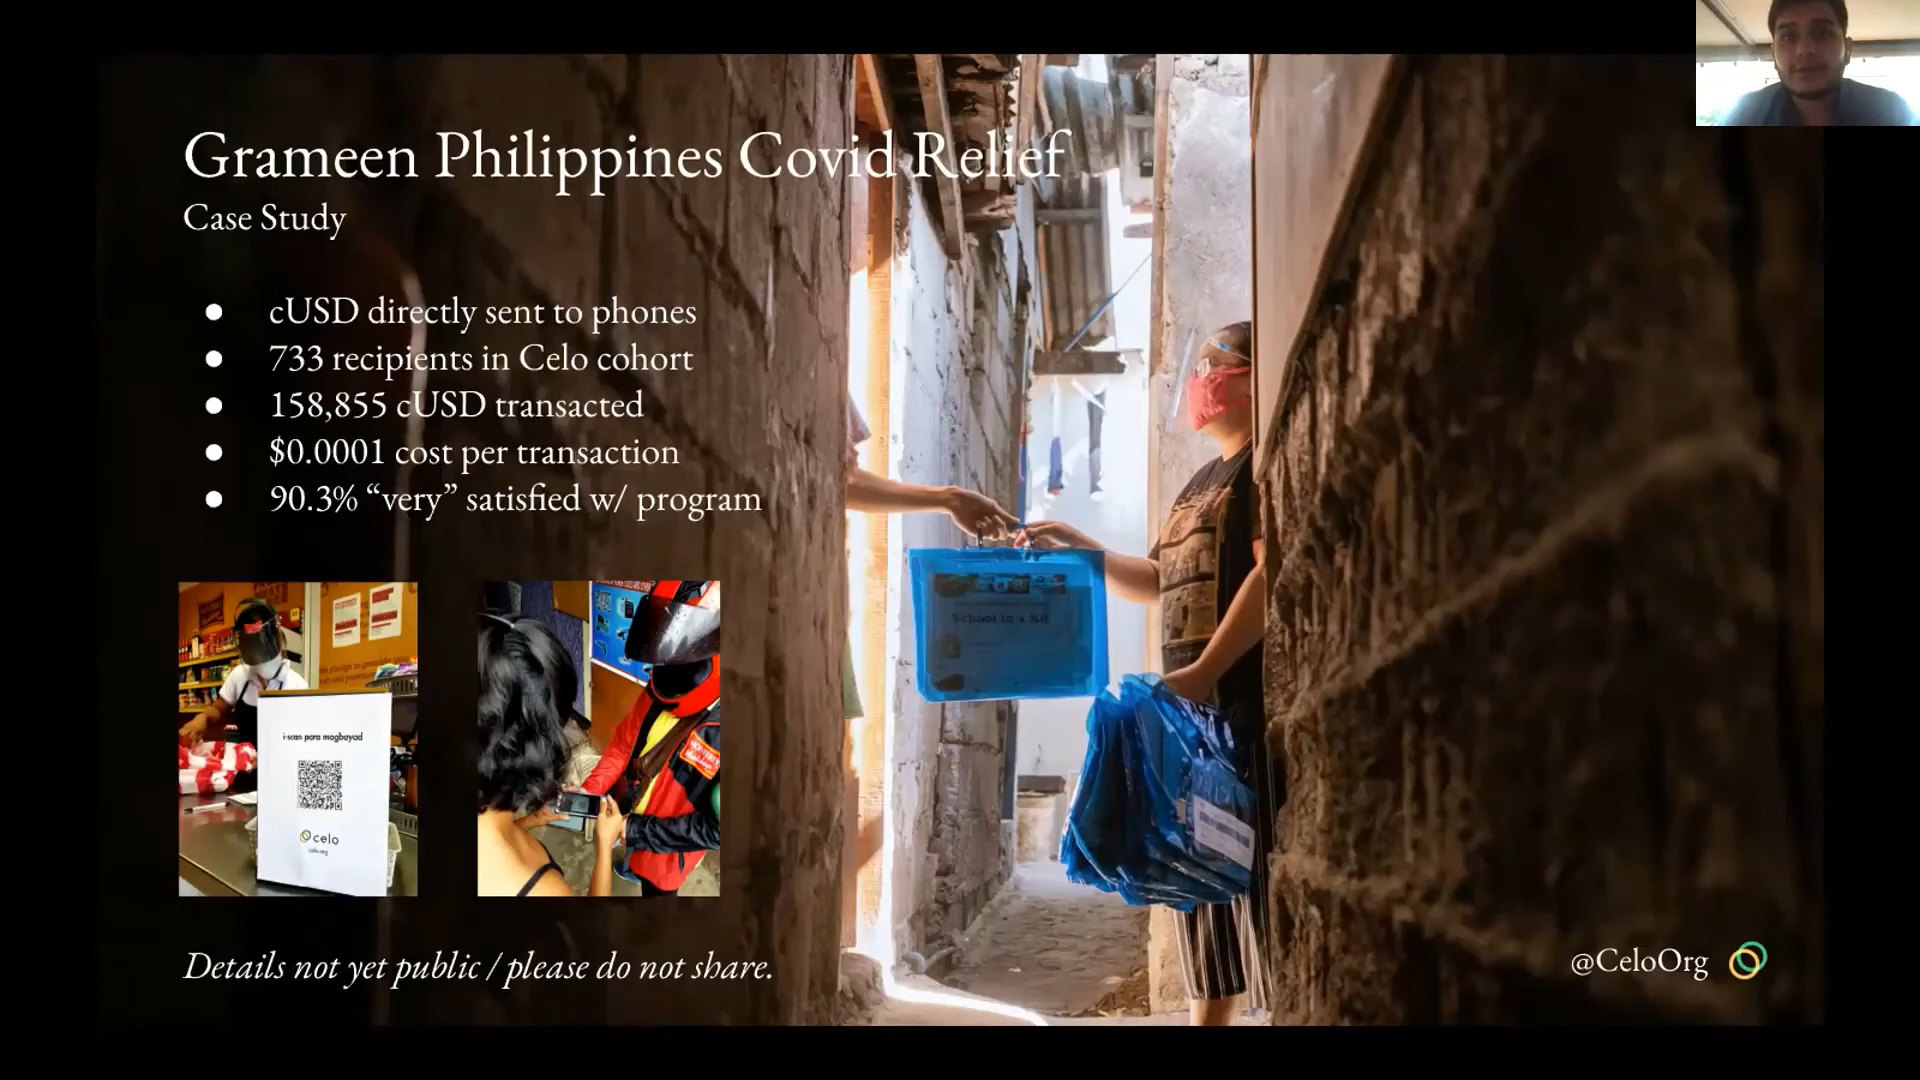 Grameen Philippines Covid Relief
Case Study
● cUSD directly sent to phones
● 733 recipients in Celo cohort
● 158,855 cUSD transacted
● $0.0001 cost per transaction
● 90.3% “very” satisfied w/ program
School in a Kit
i-scan para magbayad
celo
celo.org
Details not yet public / please do not share.
@CeloOrg